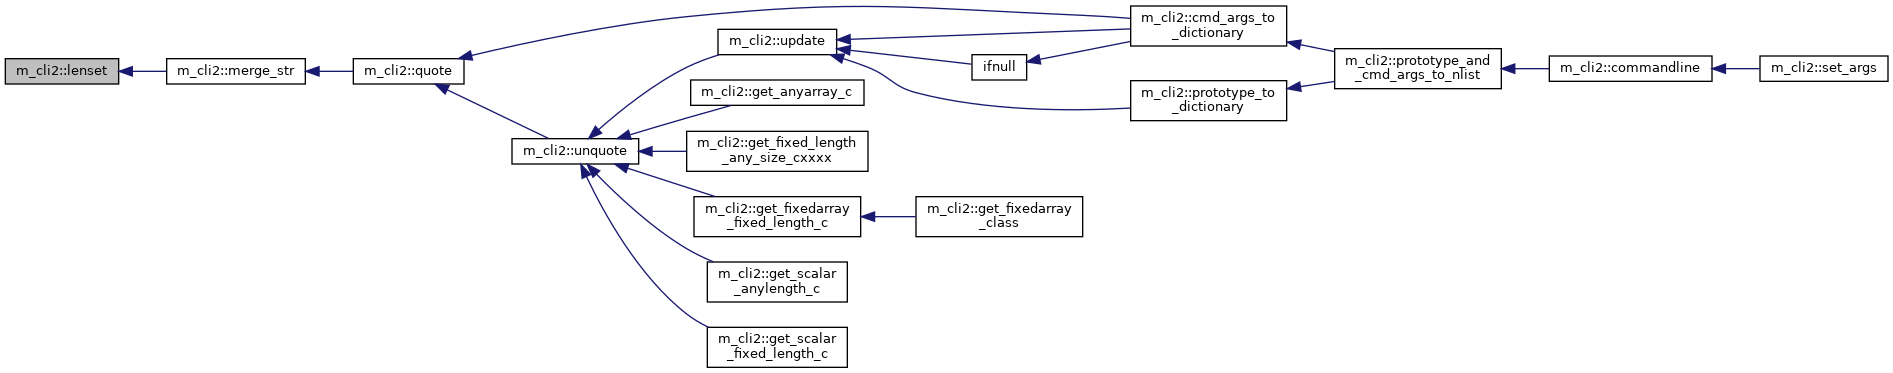 m_cli2::lenset
m_cli2::merge_str
m_cli2::quote
m_cli2::cmd_args_to
_dictionary
m_cli2::unquote
m_cli2::update
ifnull
m_cli2::prototype_to
_dictionary
m_cli2::prototype_and
_cmd_args_to_nlist
m_cli2::commandline
m_cli2::set_args
m_cli2::get_anyarray_c
m_cli2::get_fixed_length
_any_size_cxxxx
m_cli2::get_fixedarray
_fixed_length_c
m_cli2::get_fixedarray
_class
m_cli2::get_scalar
_anylength_c
m_cli2::get_scalar
_fixed_length_c